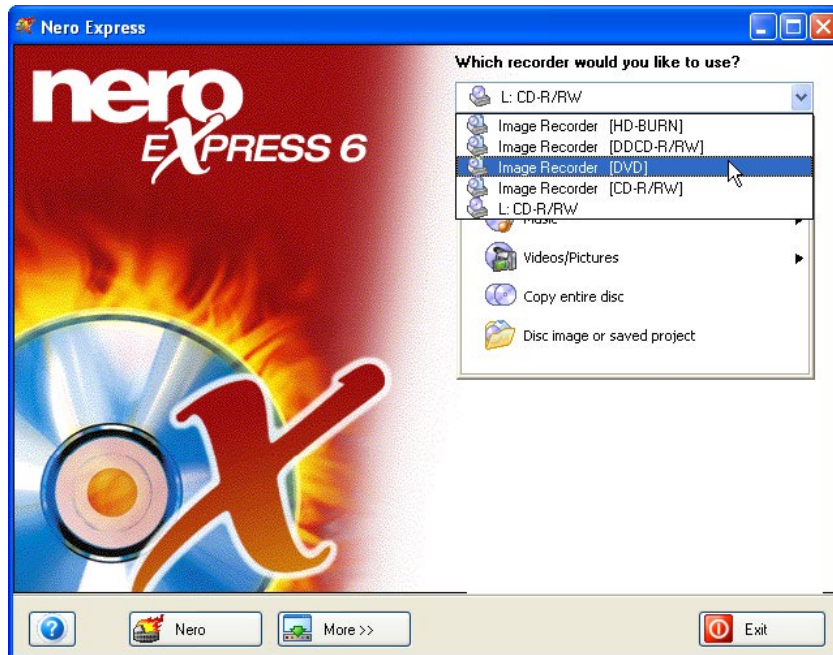 Nero Express
nero
EXPRESS 6
Which recorder would you like to use?
L: CD-R/RW
Image Recorder [HD-BURN]
Image Recorder [DDCD-R/RW]
Image Recorder [DVD]
Image Recorder [CD-R/RW]
L: CD-R/RW
Music
Videos/Pictures
Copy entire disc
Disc image or saved project
Nero
More >>
Exit